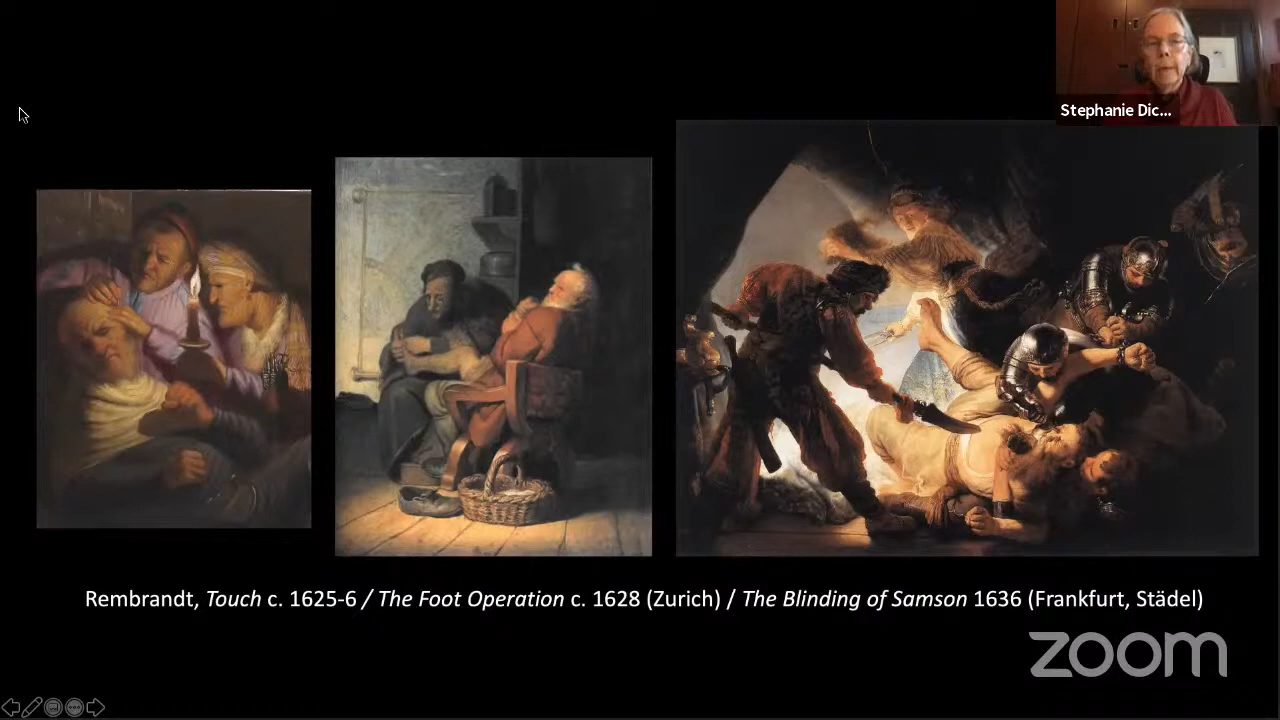 Stephanie Dic...
Rembrandt, Touch c. 1625-6 / The Foot Operation c. 1628 (Zurich) / The Blinding of Samson 1636 (Frankfurt, Städel)
zoom